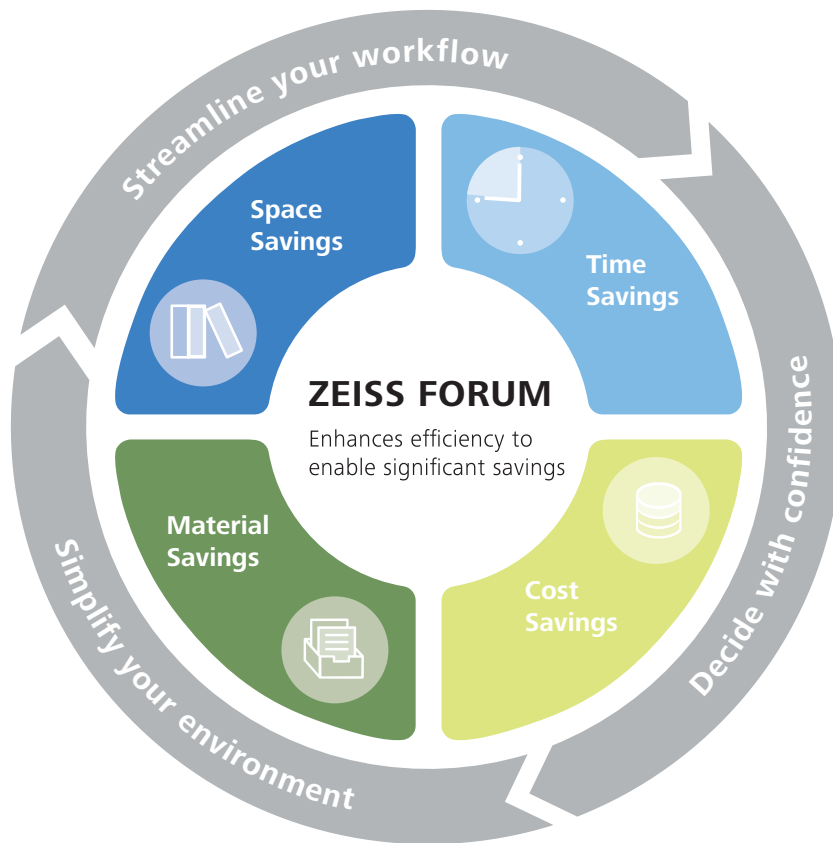 Streamline your workflow
Space
Savings
Time
Savings
ZEISS FORUM
Enhances efficiency to
enable significant savings
Decide with confidence
Material
Savings
Cost
Savings
Simplify your environment